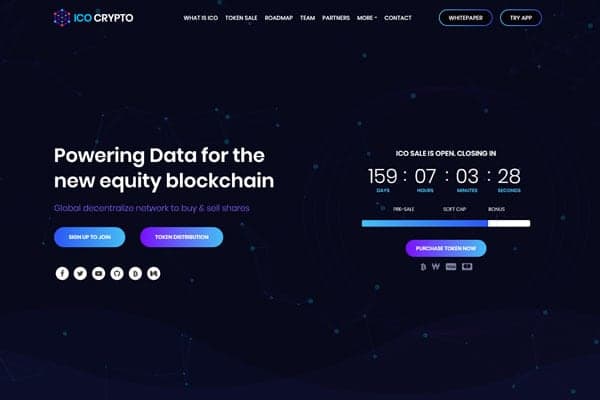 ICO CRYPTO
WHAT IS ICO TOKEN SALE ROADMAP TEAM PARTNERS MORE CONTACT
WHITEPAPER TRY APP
Powering Data for the
new equity blockchain
Global decentralize network to buy & sell shares
SIGN UP TO JOIN TOKEN DISTRIBUTION
ICO SALE IS OPEN. CLOSING IN
159 : 07 : 03 : 28
DAYS HOURS MINUTES SECONDS
PRE-SALE SOFT CAP BONUS
PURCHASE TOKEN NOW